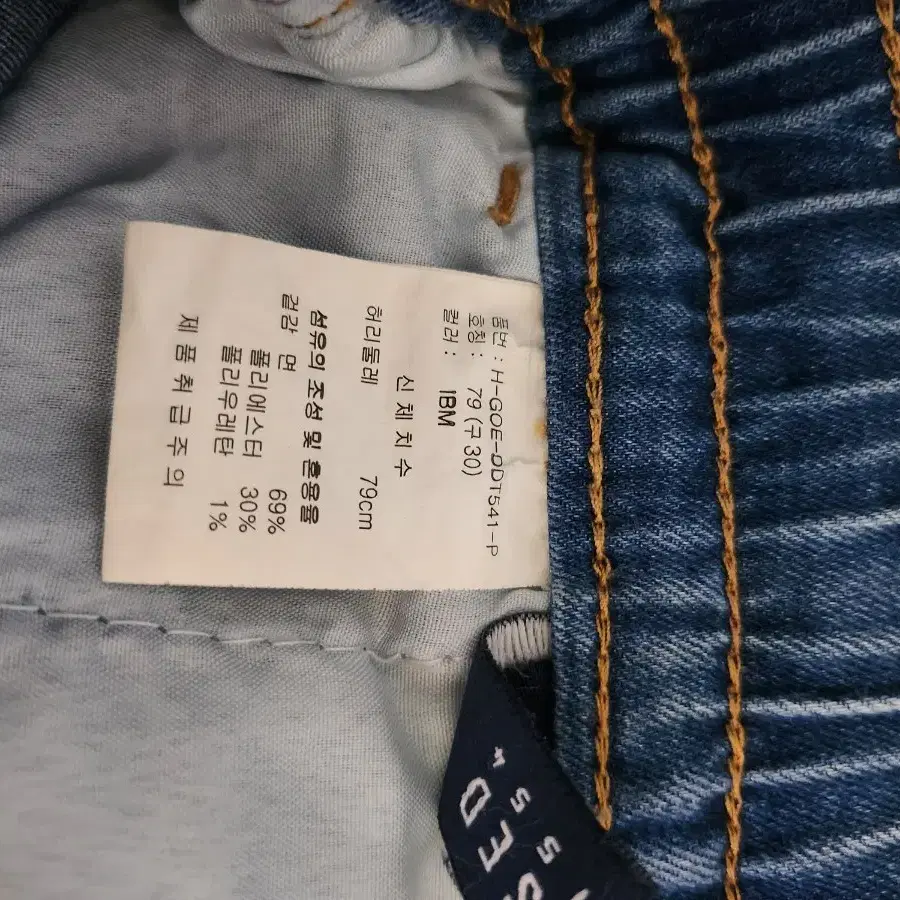 품번 : H-GOE-DDT541-P
호칭 : 79 (구 30)
컬러 : IBM
신 체 치 수
허리둘레 79cm
섬유의 조성 및 혼용율
겉감 면 69%
폴리에스터 30%
폴리우레탄 1%
제 품 취 급 주 의